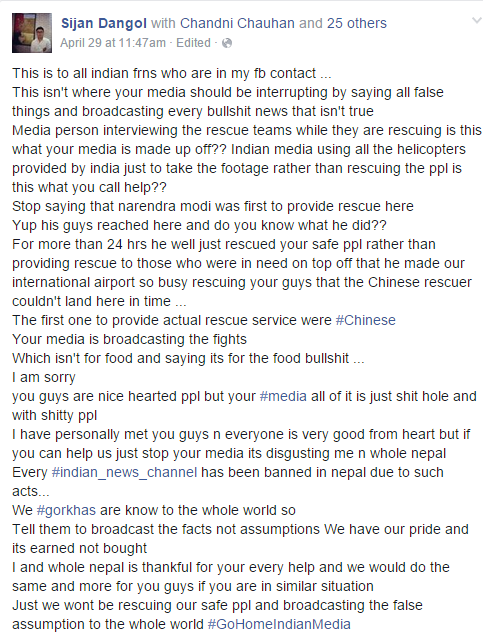 Sijan Dangol with Chandni Chauhan and 25 others
April 29 at 11:47am · Edited ·
This is to all indian frns who are in my fb contact ...
This isn't where your media should be interrupting by saying all false
things and broadcasting every bullshit news that isn't true
Media person interviewing the rescue teams while they are rescuing is this
what your media is made up off?? Indian media using all the helicopters
provided by india just to take the footage rather than rescuing the ppl is
this what you call help??
Stop saying that narendra modi was first to provide rescue here
Yup his guys reached here and do you know what he did??
For more than 24 hrs he well just rescued your safe ppl rather than
providing rescue to those who were in need on top off that he made our
international airport so busy rescuing your guys that the Chinese rescuer
couldn't land here in time ...
The first one to provide actual rescue service were #Chinese
Your media is broadcasting the fights
Which isn't for food and saying its for the food bullshit ...
I am sorry
you guys are nice hearted ppl but your #media all of it is just shit hole and
with shitty ppl
I have personally met you guys n everyone is very good from heart but if
you can help us just stop your media its disgusting me n whole nepal
Every #indian_news_channel has been banned in nepal due to such
acts...
We #gorkhas are know to the whole world so
Tell them to broadcast the facts not assumptions We have our pride and
its earned not bought
I and whole nepal is thankful for your every help and we would do the
same and more for you guys if you are in similar situation
Just we wont be rescuing our safe ppl and broadcasting the false
assumption to the whole world #GoHomeIndianMedia